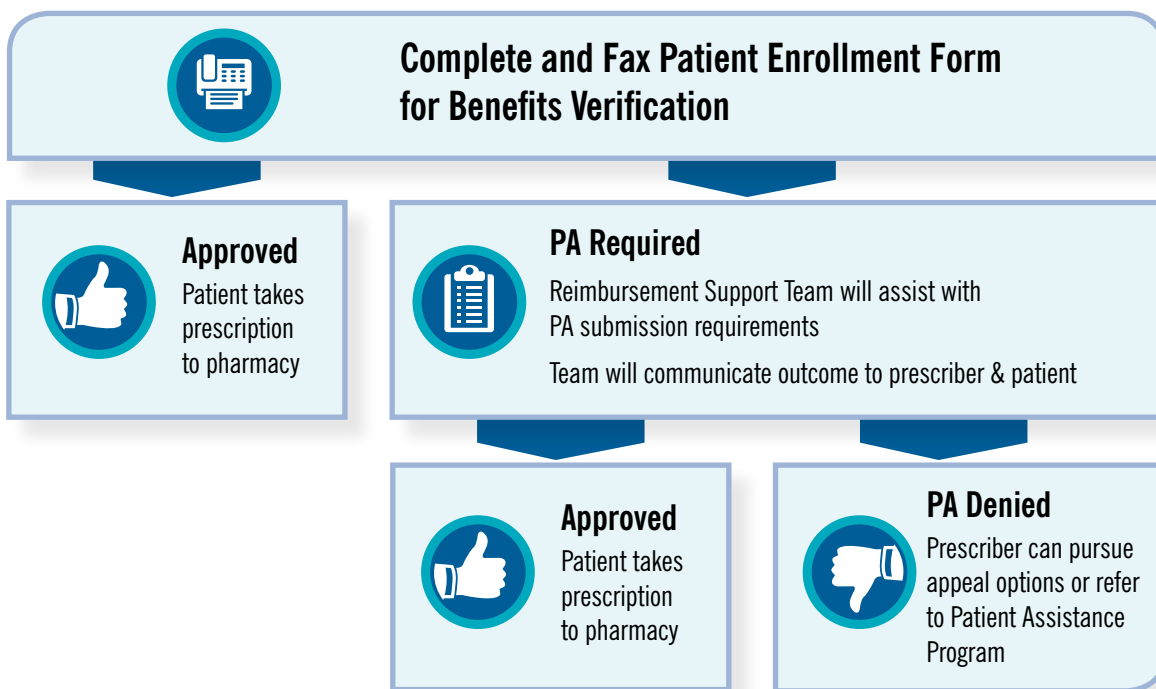 Complete and Fax Patient Enrollment Form
for Benefits Verification
Approved
Patient takes
prescription
to pharmacy
PA Required
Reimbursement Support Team will assist with
PA submission requirements
Team will communicate outcome to prescriber & patient
Approved
Patient takes
prescription
to pharmacy
PA Denied
Prescriber can pursue
appeal options or refer
to Patient Assistance
Program